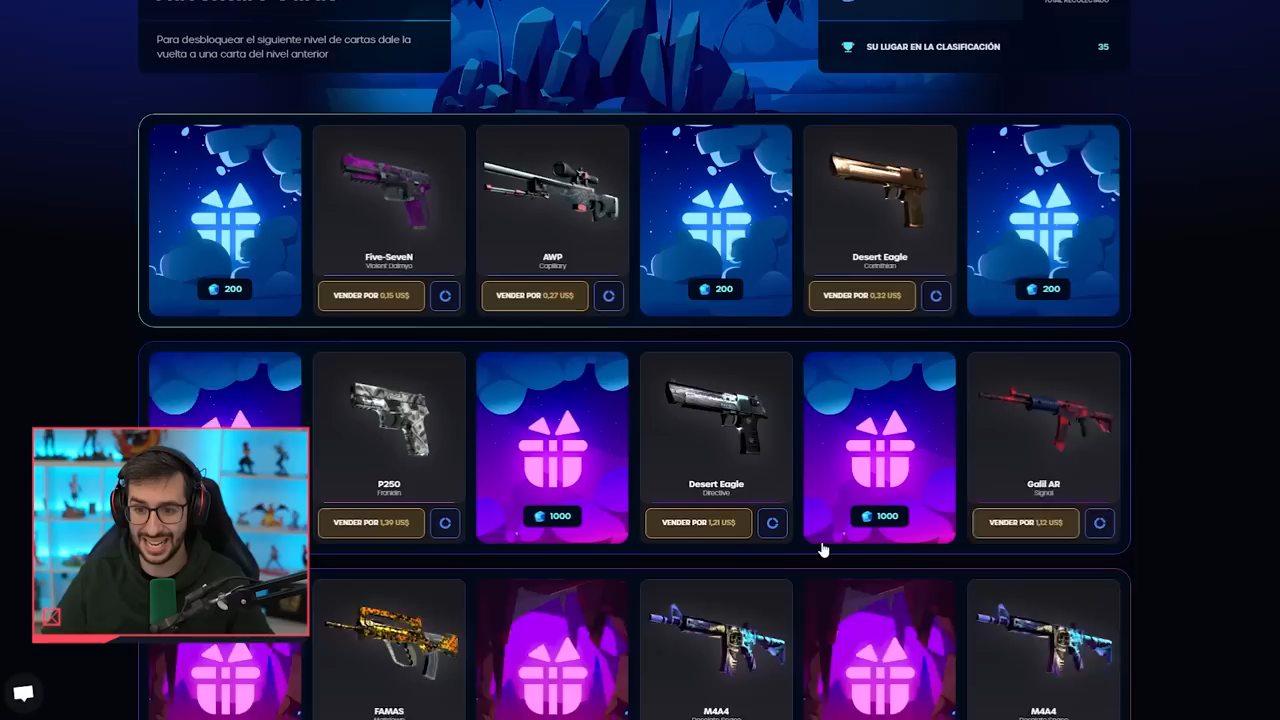 TOTAL RECOLECTADO
Para desbloquear el siguiente nivel de cartas dale la
vuelta a una carta del nivel anterior
SU LUGAR EN LA CLASIFICACIÓN
35
200
Five-SeveN
Violent Daimyo
VENDER POR 0,15 US$
AWP
Capillary
VENDER POR 0,27 US$
200
Desert Eagle
Corinthian
VENDER POR 0,32 US$
200
P250
Franklin
VENDER POR 1,39 US$
1000
Desert Eagle
Directive
VENDER POR 1,21 US$
1000
Galil AR
Signal
VENDER POR 1,12 US$
FAMAS
M4A4
M4A4